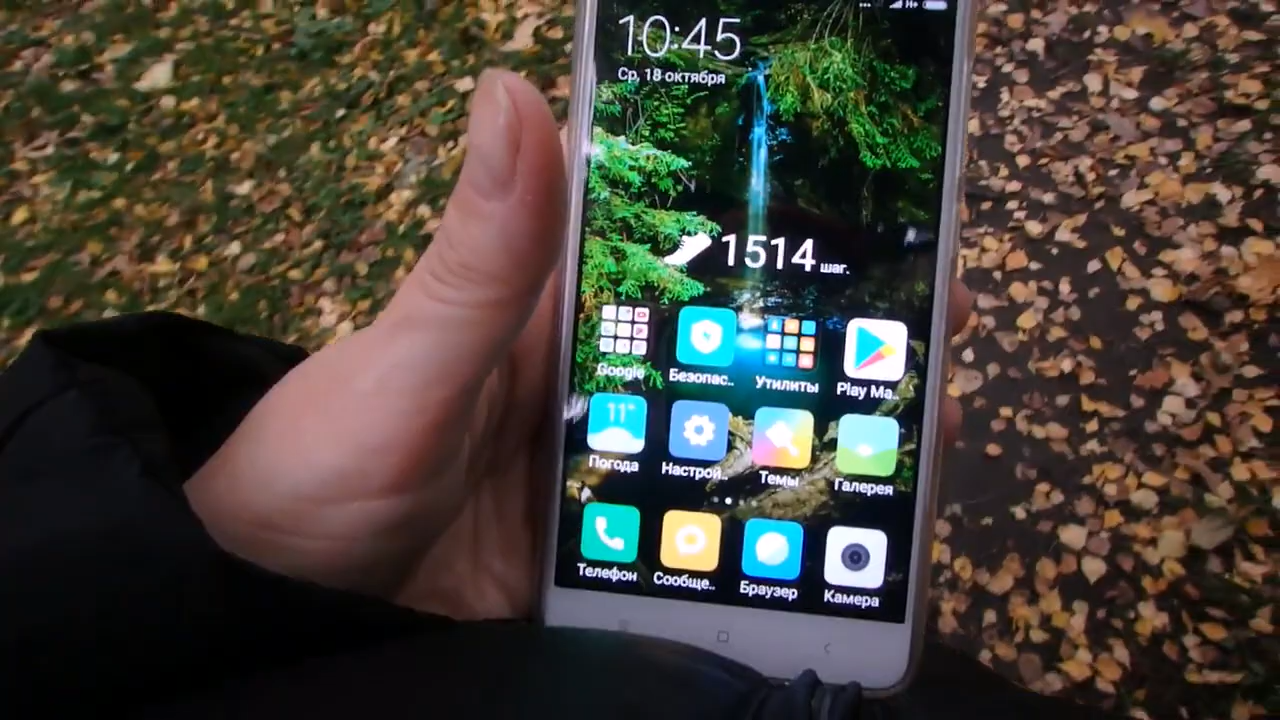 H+
10:45
Ср, 18 октября
1514 шаг.
Google Безопас.. Утилиты Play Ма..
11°
Погода Настрой.. Темы Галерея
Телефон Сообще.. Браузер Камера